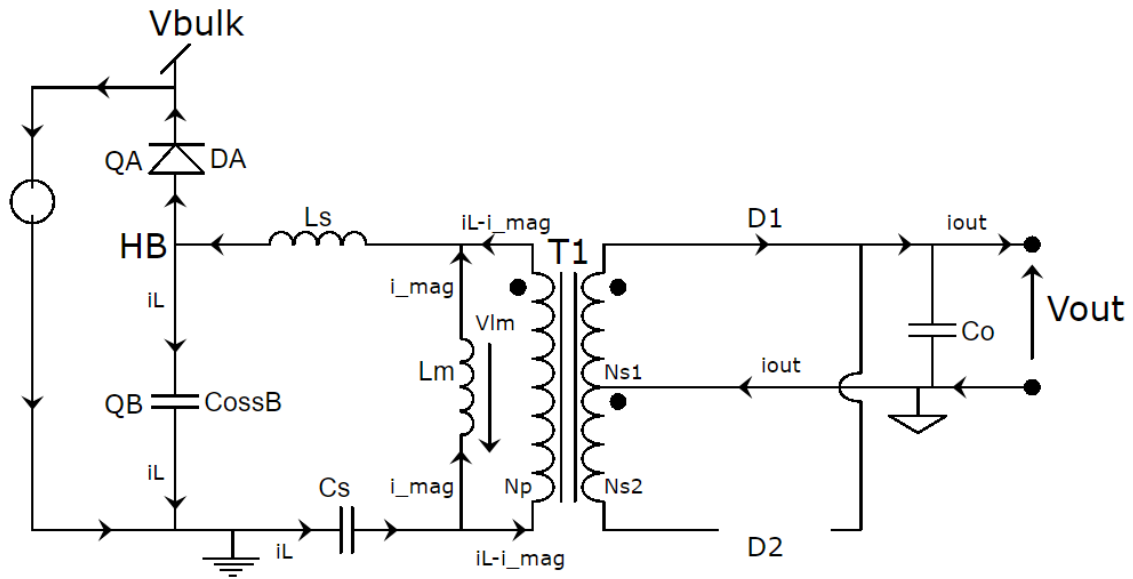 Vbulk
QA
DA
HB
Ls
iL-i_mag
T1
D1
iout
i_mag
Vlm
iL
Vout
Co
Lm
Ns1
iout
QB
CossB
iL
Cs
i_mag
Np
Ns2
iL
iL-i_mag
D2